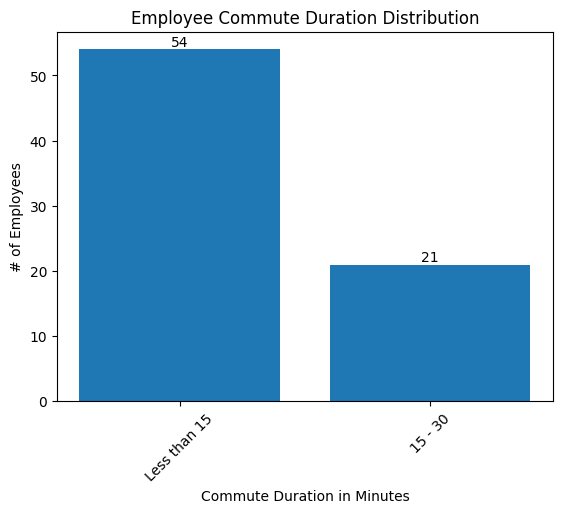 Employee Commute Duration Distribution
54
21
# of Employees
50
40
30
20
10
0
Less than 15
15 - 30
Commute Duration in Minutes